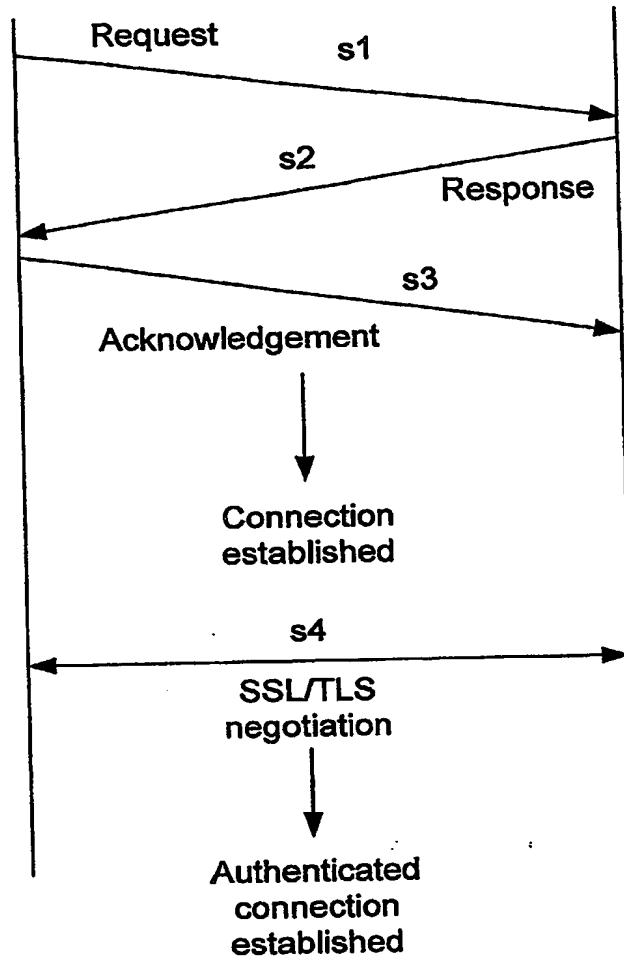 Request
s1
s2
Response
s3
Acknowledgement
Connection
established
s4
SSL/TLS
negotiation
Authenticated
connection
established